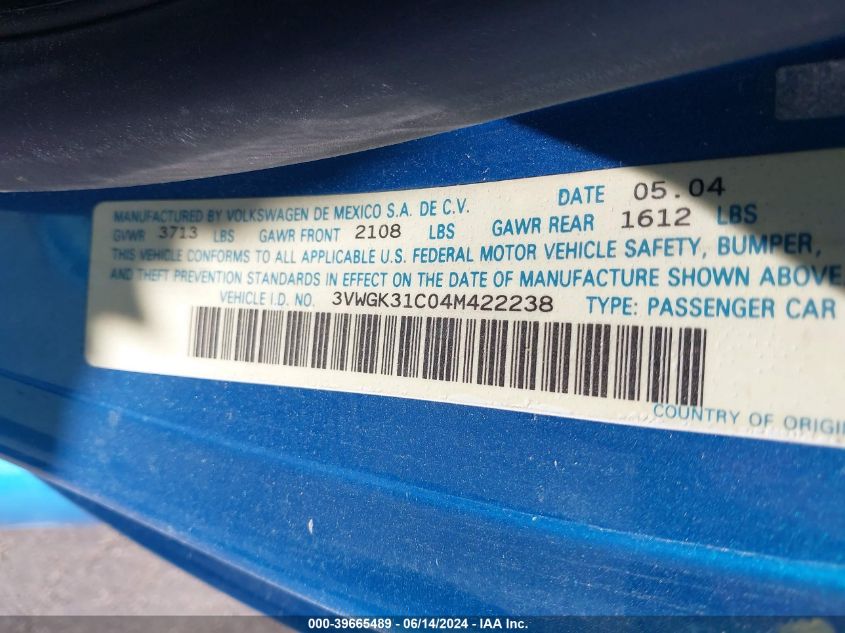 MANUFACTURED BY VOLKSWAGEN DE MEXICO S.A. DE C.V. DATE 05.04
GVWR 3713 LBS GAWR FRONT 2108 LBS GAWR REAR 1612 LBS
THIS VEHICLE CONFORMS TO ALL APPLICABLE U.S. FEDERAL MOTOR VEHICLE SAFETY, BUMPER,
AND THEFT PREVENTION STANDARDS IN EFFECT ON THE DATE OF MANUFACTURE SHOWN ABOVE
VEHICLE I.D. NO. 3VWGK31C04M422238 TYPE: PASSENGER CAR
COUNTRY OF ORIGIN
000-39665489 - 06/14/2024 - IAA Inc.